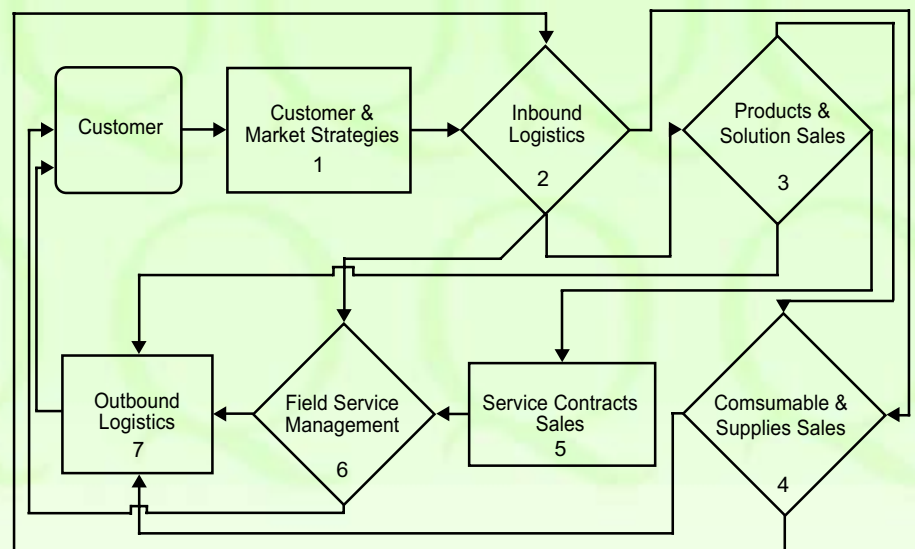 Customer
Customer &
Market Strategies
1
Inbound
Logistics
2
Products &
Solution Sales
3
Outbound
Logistics
7
Field Service
Management
6
Service Contracts
Sales
5
Comsumable &
Supplies Sales
4